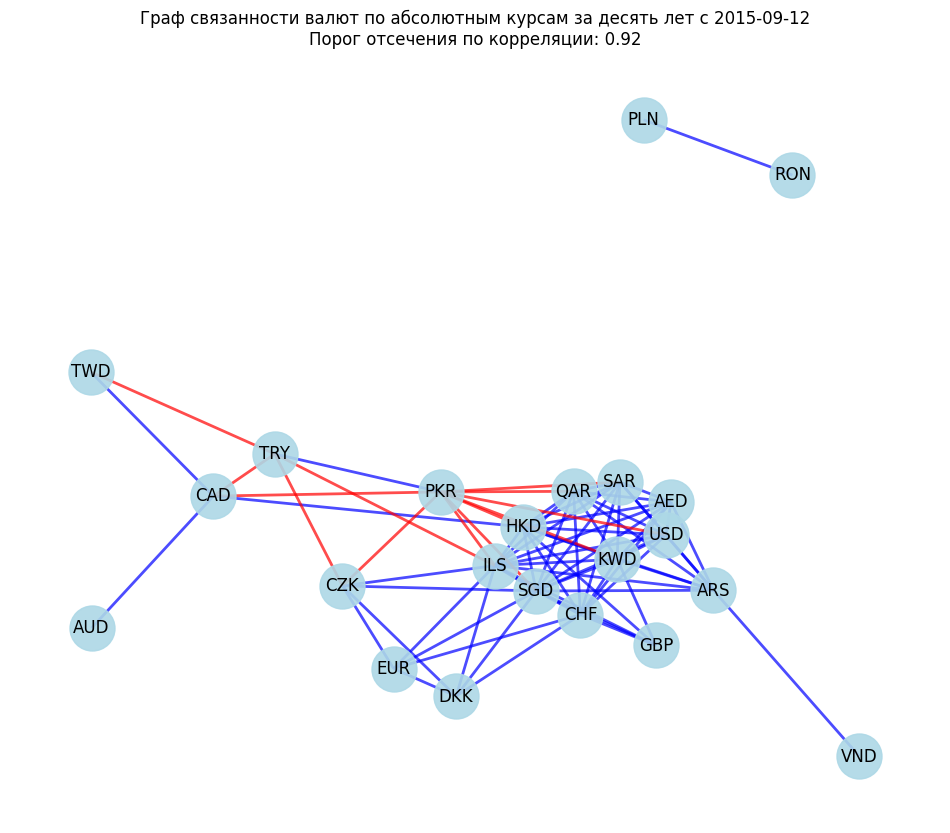 Граф связанности валют по абсолютным курсам за десять лет с 2015-09-12
Порог отсечения по корреляции: 0.92
PLN
RON
TWD
TRY
CAD
PKR
QAR
SAR
AED
HKD
USD
KWD
ILS
CZK
SGD
ARS
CHF
AUD
GBP
EUR
DKK
VND